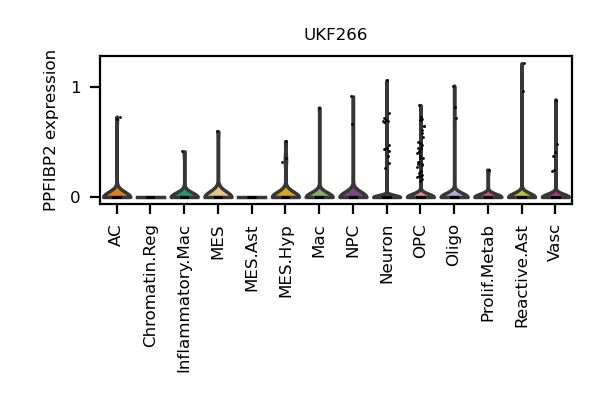 UKF266
PPFIBP2 expression
1
0
AC
Chromatin.Reg
Inflammatory.Mac
MES
MES.Ast
MES.Hyp
Mac
NPC
Neuron
OPC
Oligo
Prolif.Metab
Reactive.Ast
Vasc